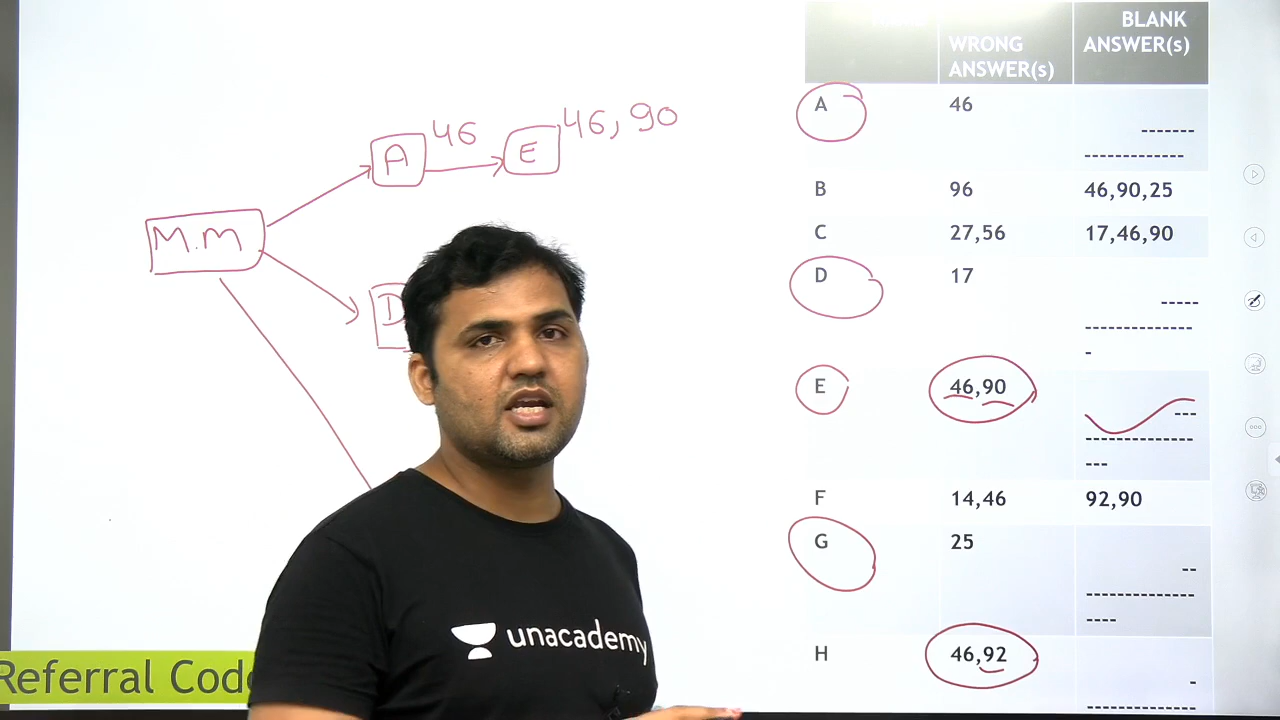 46
46, 90
A
E
M.M
D
BLANK
WRONG ANSWER(s)
ANSWER(s)
A 46 -------
-------------
B 96 46,90,25
C 27,56 17,46,90
D 17 -----
--------------
-
E 46,90 ---
--------------
---
F 14,46 92,90
G 25 --
--------------
----
H 46,92 -
--------------
unacademy
Referral Code